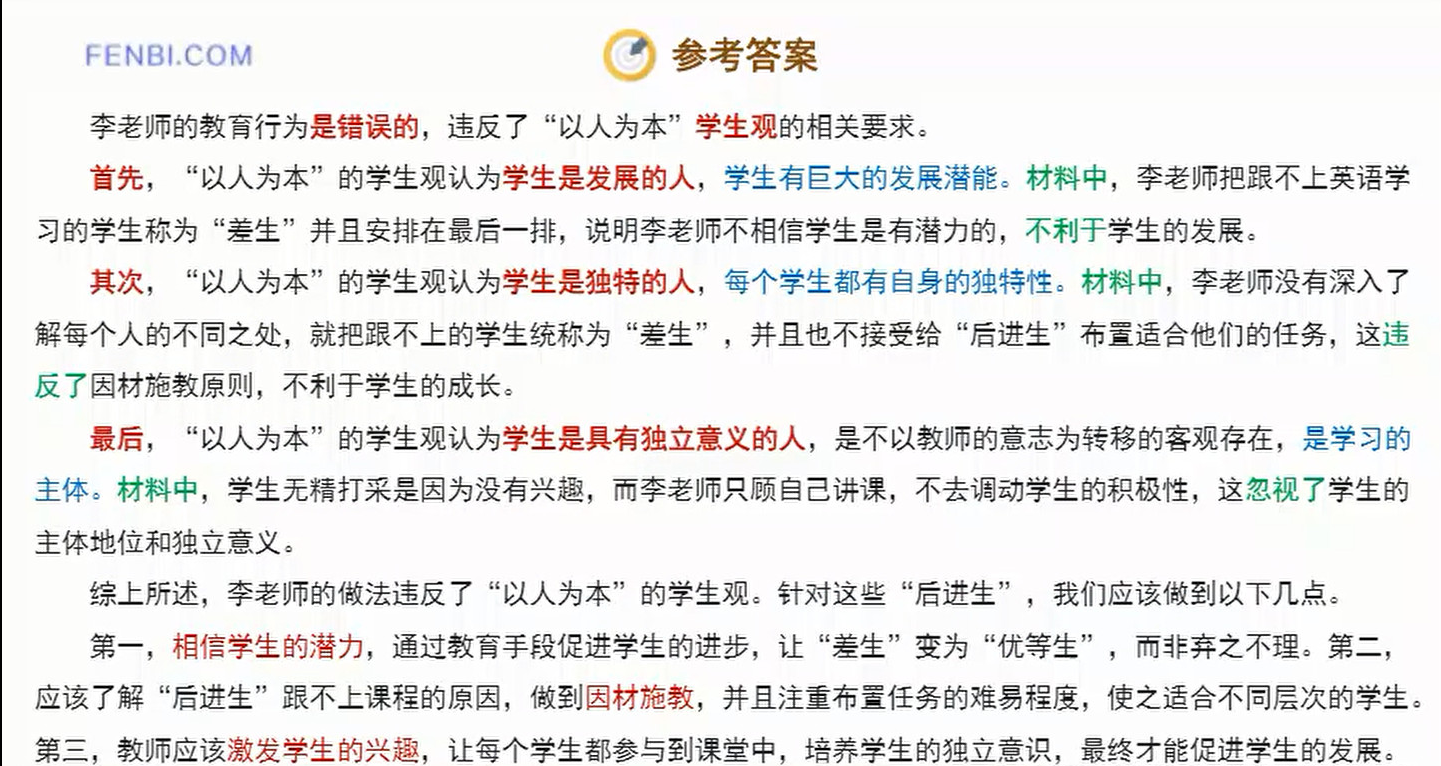 FENBI.COM
参考答案
李老师的教育行为是错误的，违反了“以人为本”学生观的相关要求。
首先，“以人为本”的学生观认为学生是发展的人，学生有巨大的发展潜能。材料中，李老师把跟不上英语学
习的学生称为“差生”并且安排在最后一排，说明李老师不相信学生是有潜力的，不利于学生的发展。
其次，“以人为本”的学生观认为学生是独特的人，每个学生都有自身的独特性。材料中，李老师没有深入了
解每个人的不同之处，就把跟不上的学生统称为“差生”，并且也不接受给“后进生”布置适合他们的任务，这违
反了因材施教原则，不利于学生的成长。
最后，“以人为本”的学生观认为学生是具有独立意义的人，是不以教师的意志为转移的客观存在，是学习的
主体。材料中，学生无精打采是因为没有兴趣，而李老师只顾自己讲课，不去调动学生的积极性，这忽视了学生的
主体地位和独立意义。
综上所述，李老师的做法违反了“以人为本”的学生观。针对这些“后进生”，我们应该做到以下几点。
第一，相信学生的潜力，通过教育手段促进学生的进步，让“差生”变为“优等生”，而非弃之不理。第二，
应该了解“后进生”跟不上课程的原因，做到因材施教，并且注重布置任务的难易程度，使之适合不同层次的学生。
第三，教师应该激发学生的兴趣，让每个学生都参与到课堂中，培养学生的独立意识，最终才能促进学生的发展。